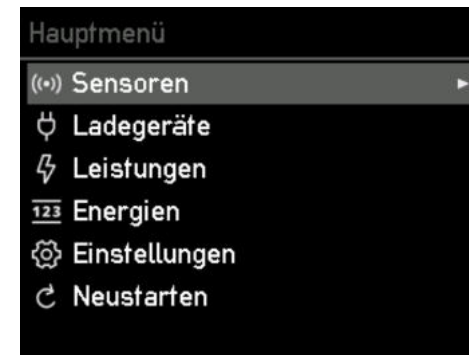 Hauptmenü
Sensoren
Ladegeräte
Leistungen
123 Energien
Einstellungen
Neustarten